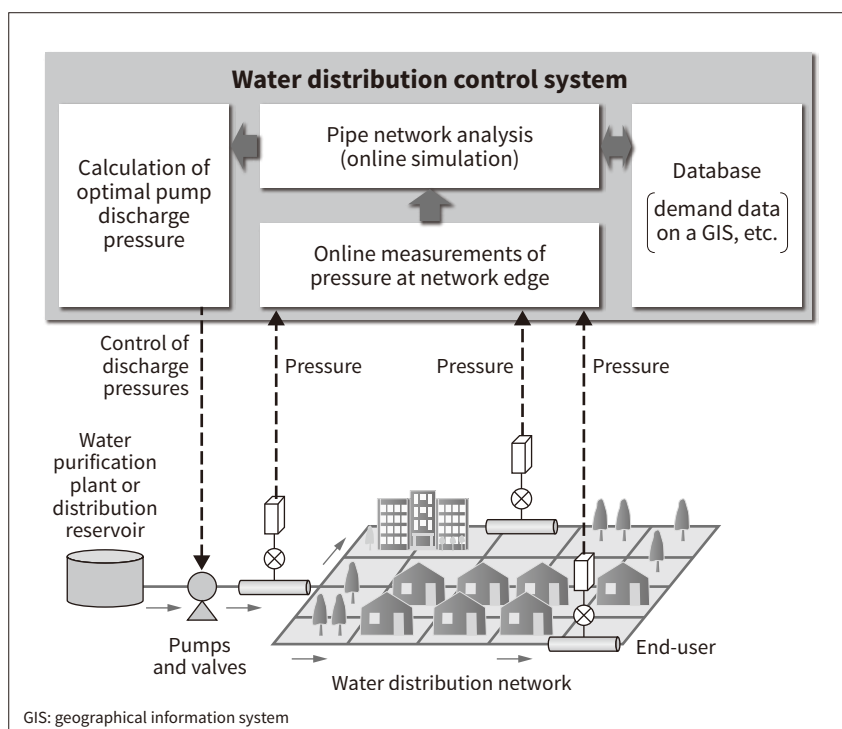 Water distribution control system
Calculation of
optimal pump
discharge
pressure
Pipe network analysis
(online simulation)
Online measurements of
pressure at network edge
Database
demand data
on a GIS, etc.
Control of
discharge
pressures
Pressure
Pressure
Pressure
Water
purification
plant or
distribution
reservoir
Pumps
and valves
End-user
Water distribution network
GIS: geographical information system